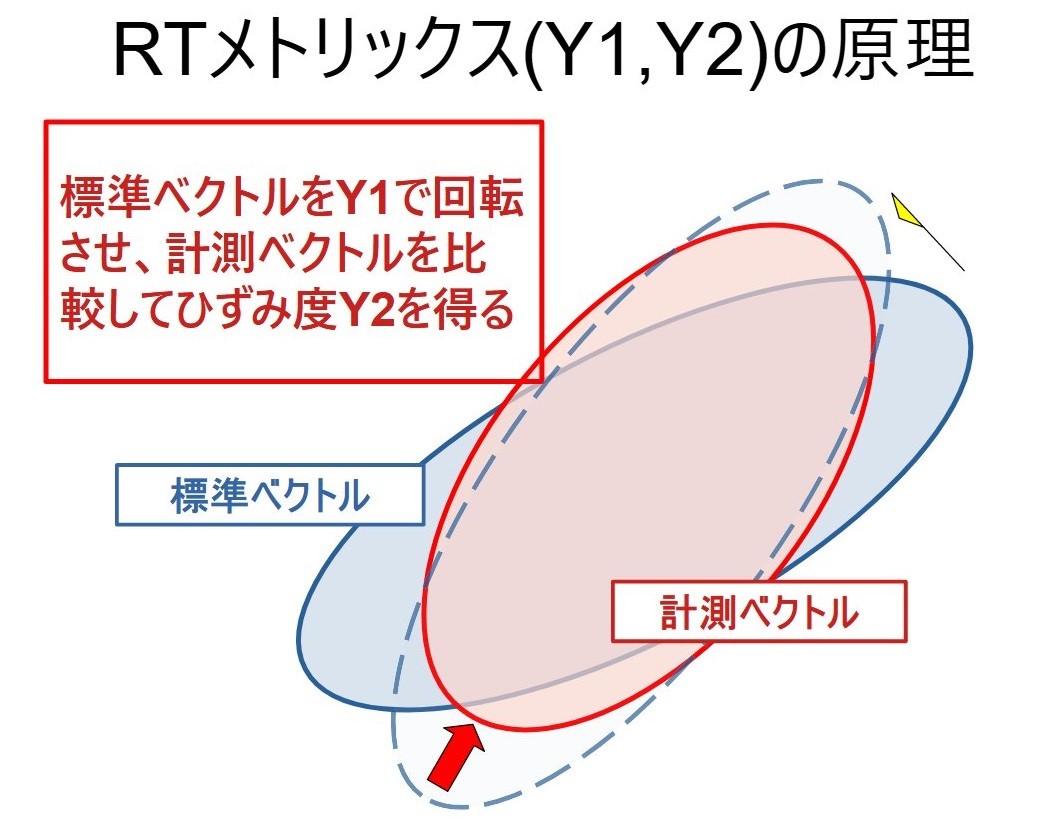 RTメトリックス(Y1,Y2)の原理
標準ベクトルをY1で回転
させ、計測ベクトルを比
較してひずみ度Y2を得る
標準ベクトル
計測ベクトル